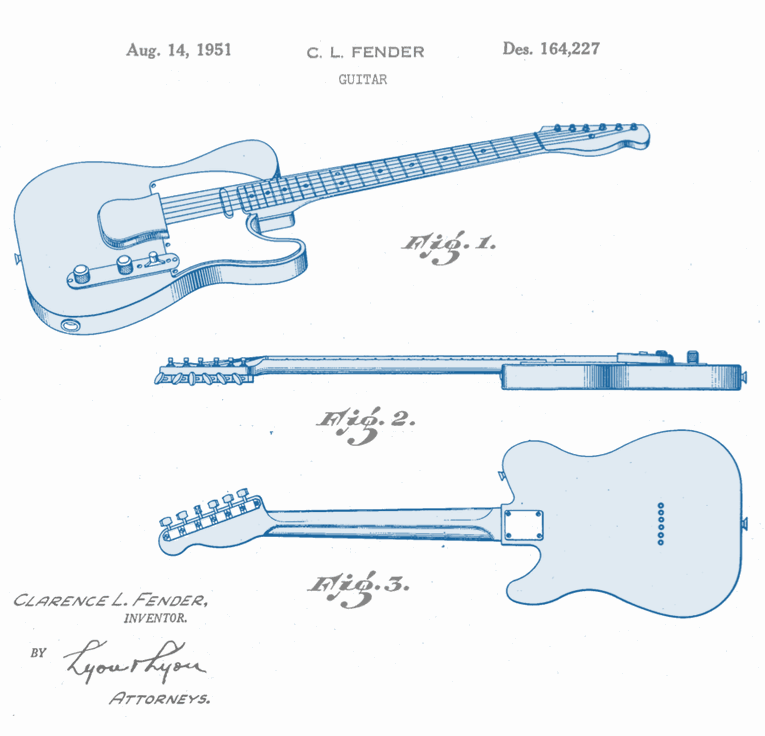 Aug. 14, 1951 C. L. FENDER Des. 164,227
GUITAR
Fig. 1.
Fig. 2.
Fig. 3.
CLARENCE L. FENDER,
INVENTOR.
BY Lyon & Lyon
ATTORNEYS.